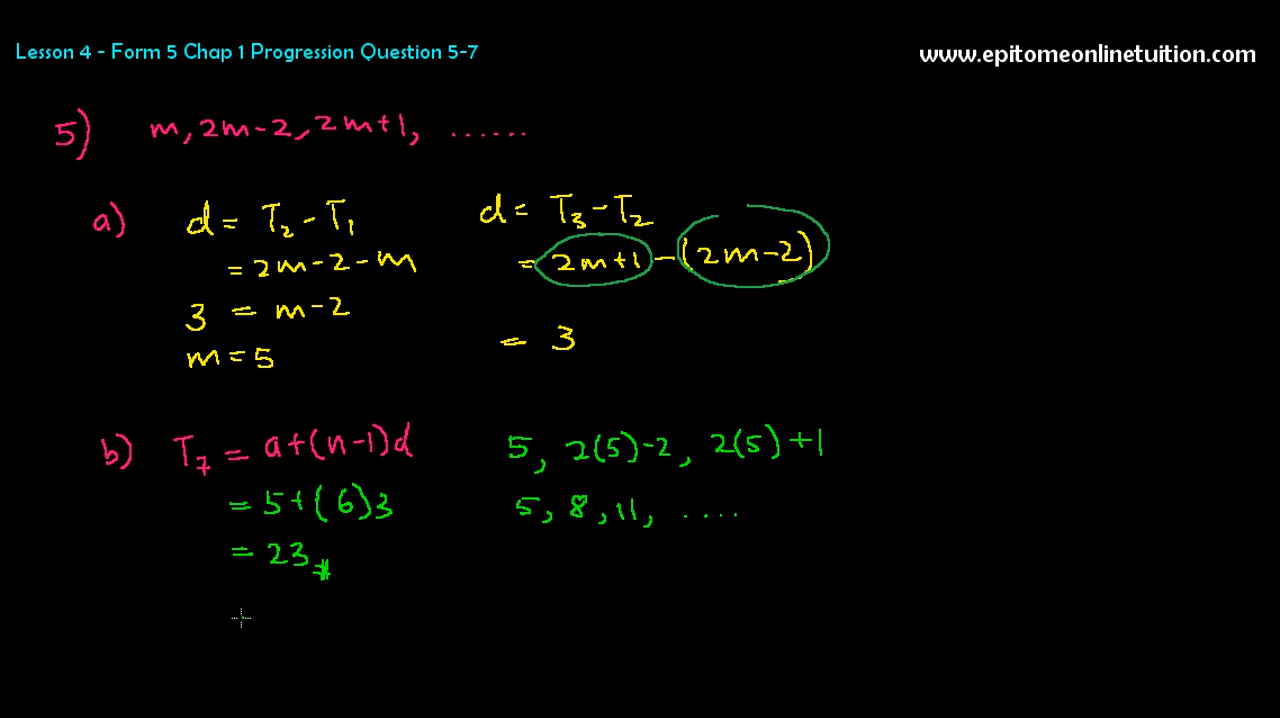 Lesson 4 - Form 5 Chap 1 Progression Question 5-7
www.epitomeonlinetuition.com
5) m, 2m-2, 2m+1, ......
a) d = T₂ - T₁
= 2m-2-m
3 = m-2
m = 5
d = T₃ - T₂
= 2m+1 - (2m-2)
= 3
b) T₇ = a+(n-1)d
= 5+(6)3
= 23
5, 2(5)-2, 2(5)+1
5, 8, 11, ....